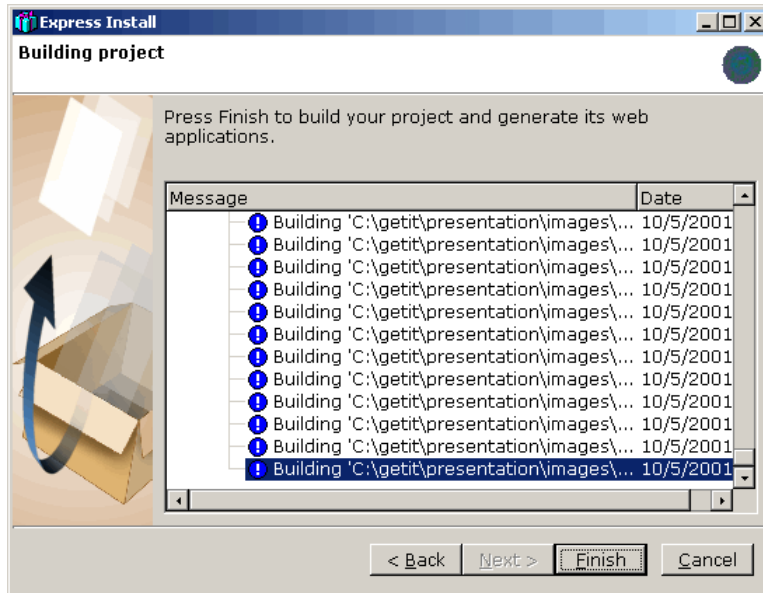 Express Install
Building project
Press Finish to build your project and generate its web
applications.
Message Date
Building 'C:\getit\presentation\images\... 10/5/2001
Building 'C:\getit\presentation\images\... 10/5/2001
Building 'C:\getit\presentation\images\... 10/5/2001
Building 'C:\getit\presentation\images\... 10/5/2001
Building 'C:\getit\presentation\images\... 10/5/2001
Building 'C:\getit\presentation\images\... 10/5/2001
Building 'C:\getit\presentation\images\... 10/5/2001
Building 'C:\getit\presentation\images\... 10/5/2001
Building 'C:\getit\presentation\images\... 10/5/2001
Building 'C:\getit\presentation\images\... 10/5/2001
Building 'C:\getit\presentation\images\... 10/5/2001
Building 'C:\getit\presentation\images\... 10/5/2001
< Back Next > Finish Cancel